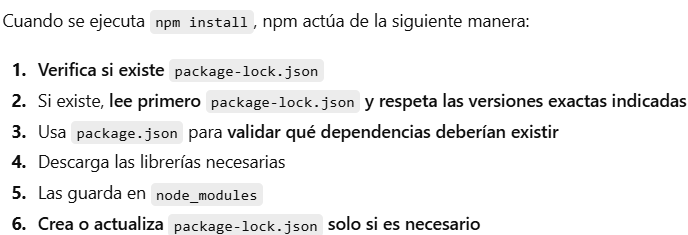 Cuando se ejecuta npm install, npm actúa de la siguiente manera:
1. Verifica si existe package-lock.json
2. Si existe, lee primero package-lock.json y respeta las versiones exactas indicadas
3. Usa package.json para validar qué dependencias deberían existir
4. Descarga las librerías necesarias
5. Las guarda en node_modules
6. Crea o actualiza package-lock.json solo si es necesario